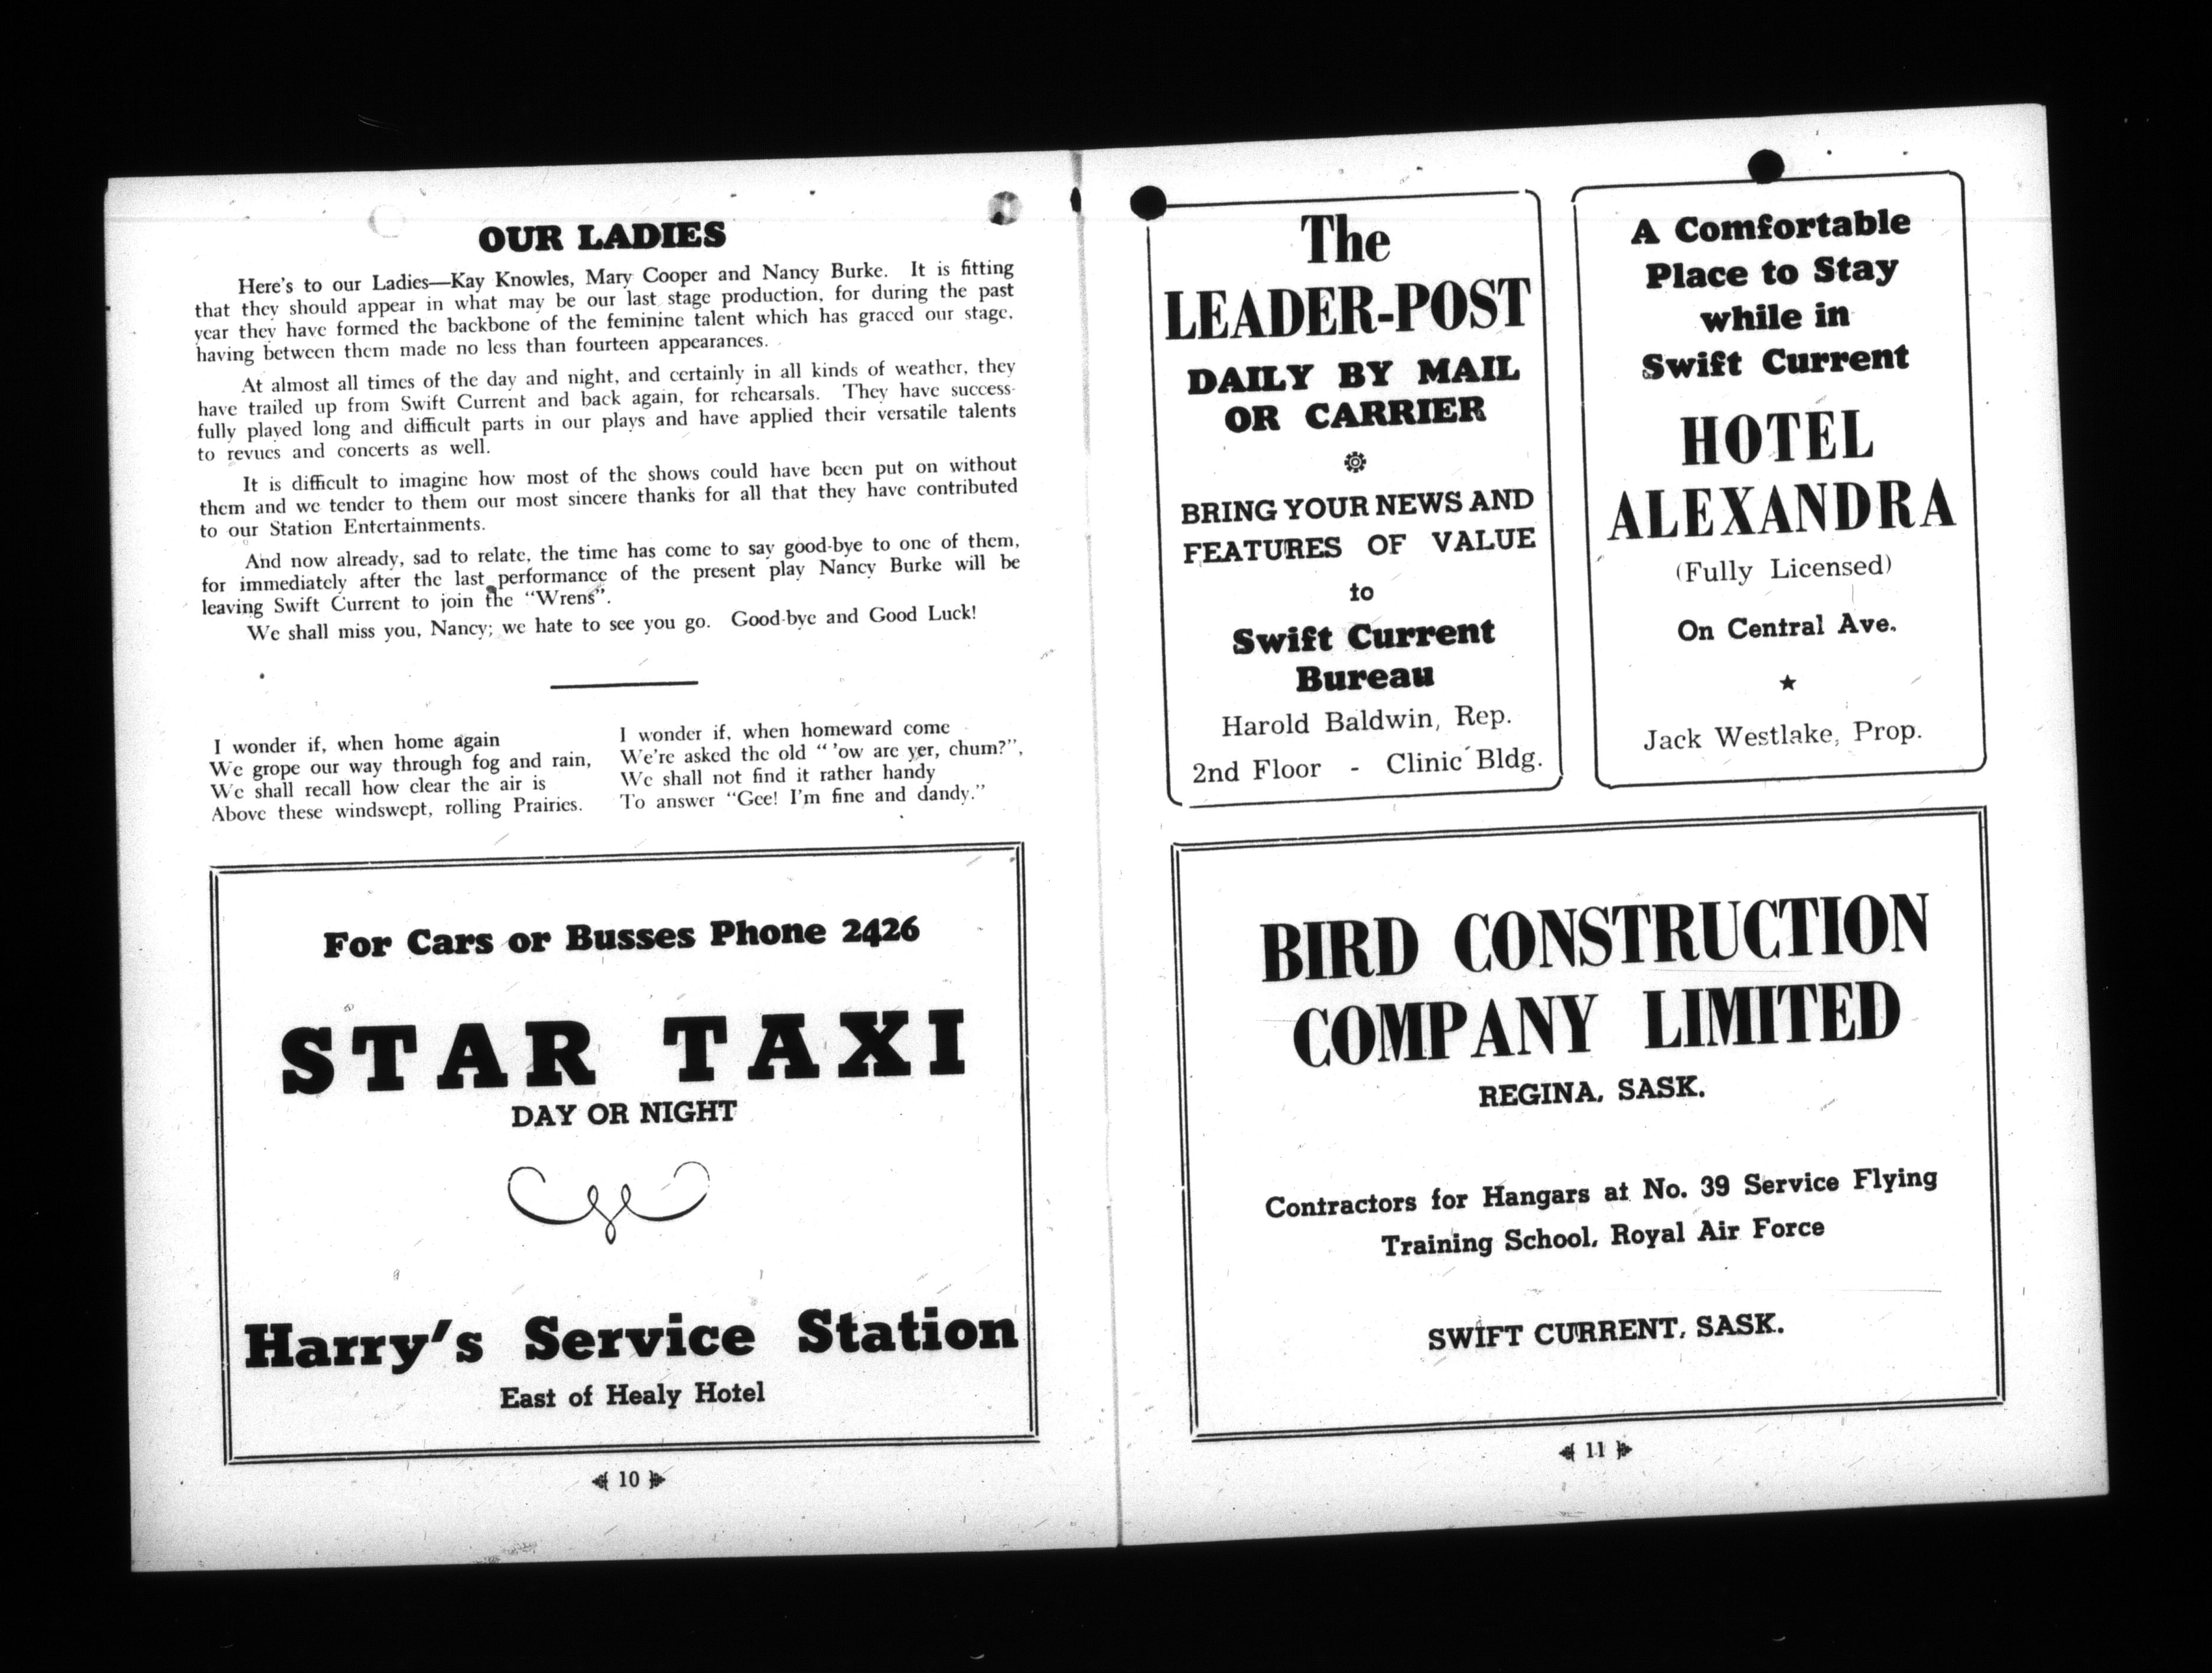 OUR LADIES
Here's to our Ladies—Kay Knowles, Mary Cooper and Nancy Burke. It is fitting
that they should appear in what may be our last stage production, for during the past
year they have formed the backbone of the feminine talent which has graced our stage,
having between them made no less than fourteen appearances.
At almost all times of the day and night, and certainly in all kinds of weather, they
have trailed up from Swift Current and back again, for rehearsals. They have success-
fully played long and difficult parts in our plays and have applied their versatile talents
to revues and concerts as well.
It is difficult to imagine how most of the shows could have been put on without
them and we tender to them our most sincere thanks for all that they have contributed
to our Station Entertainments.
And now already, sad to relate, the time has come to say good-bye to one of them,
for immediately after the last performance of the present play Nancy Burke will be
leaving Swift Current to join the "Wrens".
We shall miss you, Nancy; we hate to see you go. Good-bye and Good Luck!
I wonder if, when home again
We grope our way through fog and rain,
We shall recall how clear the air is
Above these windswept, rolling Prairies.
I wonder if, when homeward come
We're asked the old "'ow are yer, chum?",
We shall not find it rather handy
To answer "Gee! I'm fine and dandy."
For Cars or Busses Phone 2426
STAR TAXI
DAY OR NIGHT
Harry's Service Station
East of Healy Hotel
10
The
LEADER-POST
DAILY BY MAIL
OR CARRIER
BRING YOUR NEWS AND
FEATURES OF VALUE
to
Swift Current
Bureau
Harold Baldwin, Rep.
2nd Floor - Clinic Bldg.
A Comfortable
Place to Stay
while in
Swift Current
HOTEL
ALEXANDRA
(Fully Licensed)
On Central Ave.
Jack Westlake, Prop.
BIRD CONSTRUCTION
COMPANY LIMITED
REGINA, SASK.
Contractors for Hangars at No. 39 Service Flying
Training School, Royal Air Force
SWIFT CURRENT, SASK.
11